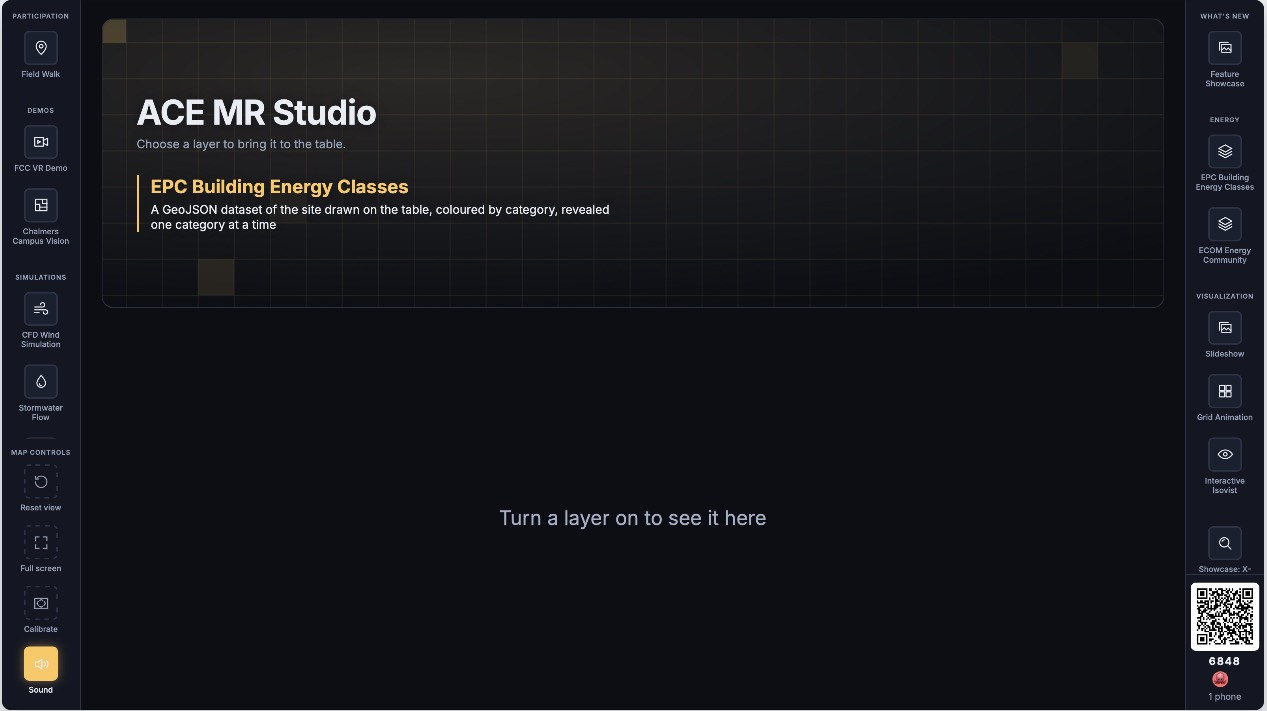 PARTICIPATION
Field Walk
DEMOS
FCC VR Demo
Chalmers
Campus Vision
SIMULATIONS
CFD Wind
Simulation
Stormwater
Flow
MAP CONTROLS
Reset view
Full screen
Calibrate
Sound
ACE MR Studio
Choose a layer to bring it to the table.
EPC Building Energy Classes
A GeoJSON dataset of the site drawn on the table, coloured by category, revealed
one category at a time
Turn a layer on to see it here
WHAT'S NEW
Feature
Showcase
ENERGY
EPC Building
Energy Classes
ECOM Energy
Community
VISUALIZATION
Slideshow
Grid Animation
Interactive
Isovist
Showcase: X-
6848
1 phone